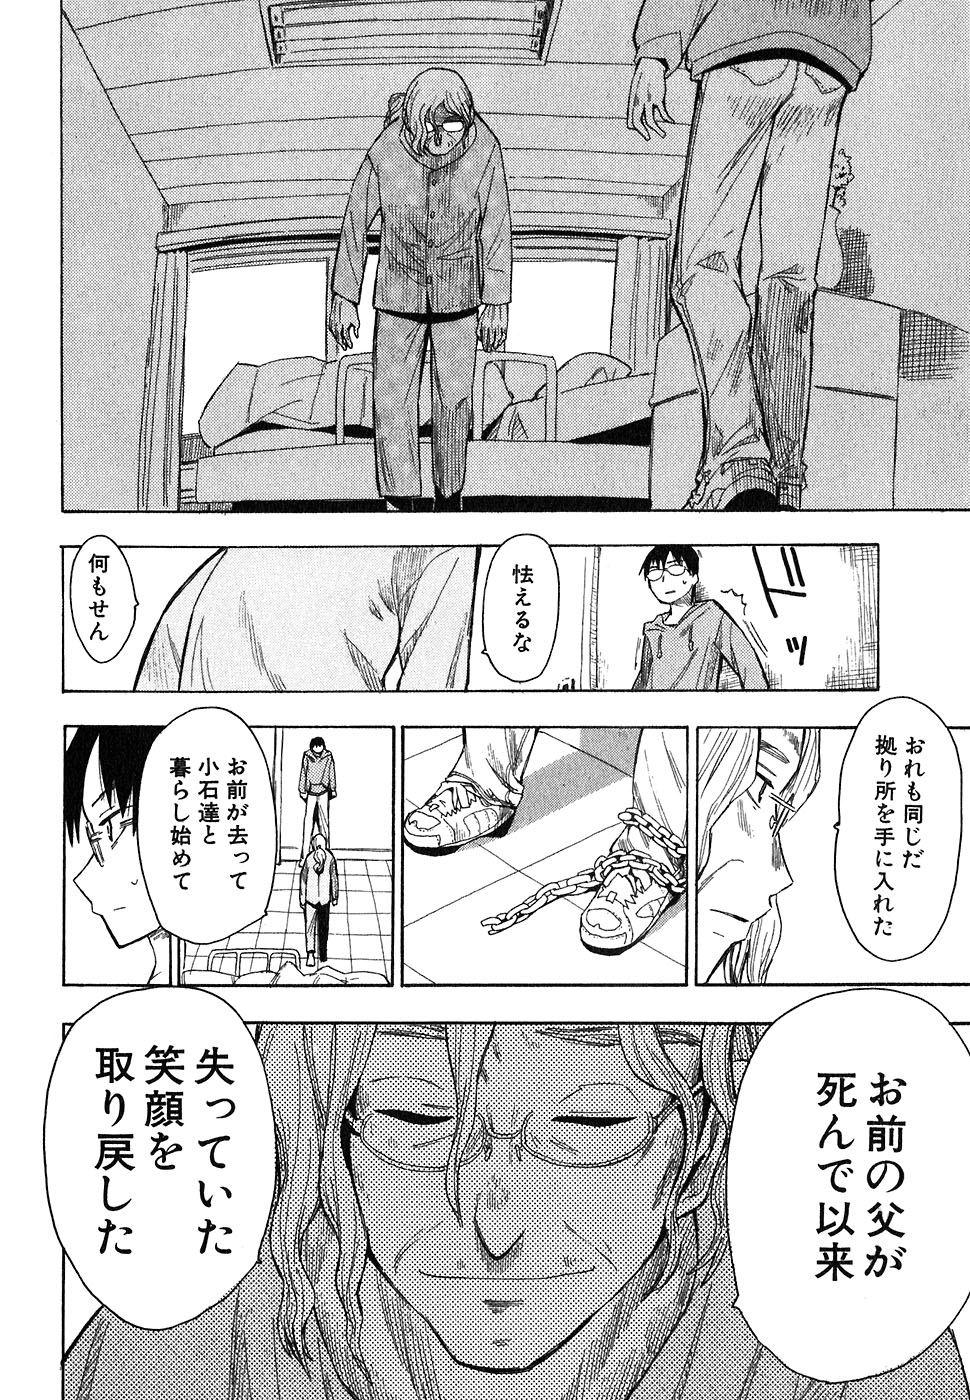 ドッ
怯えるな
何もせん
おれも同じだ
拠り所を手に入れた
お前が去って
小石達と
暮らし始めて
お前の父が
死んで以来
失っていた
笑顔を
取り戻した